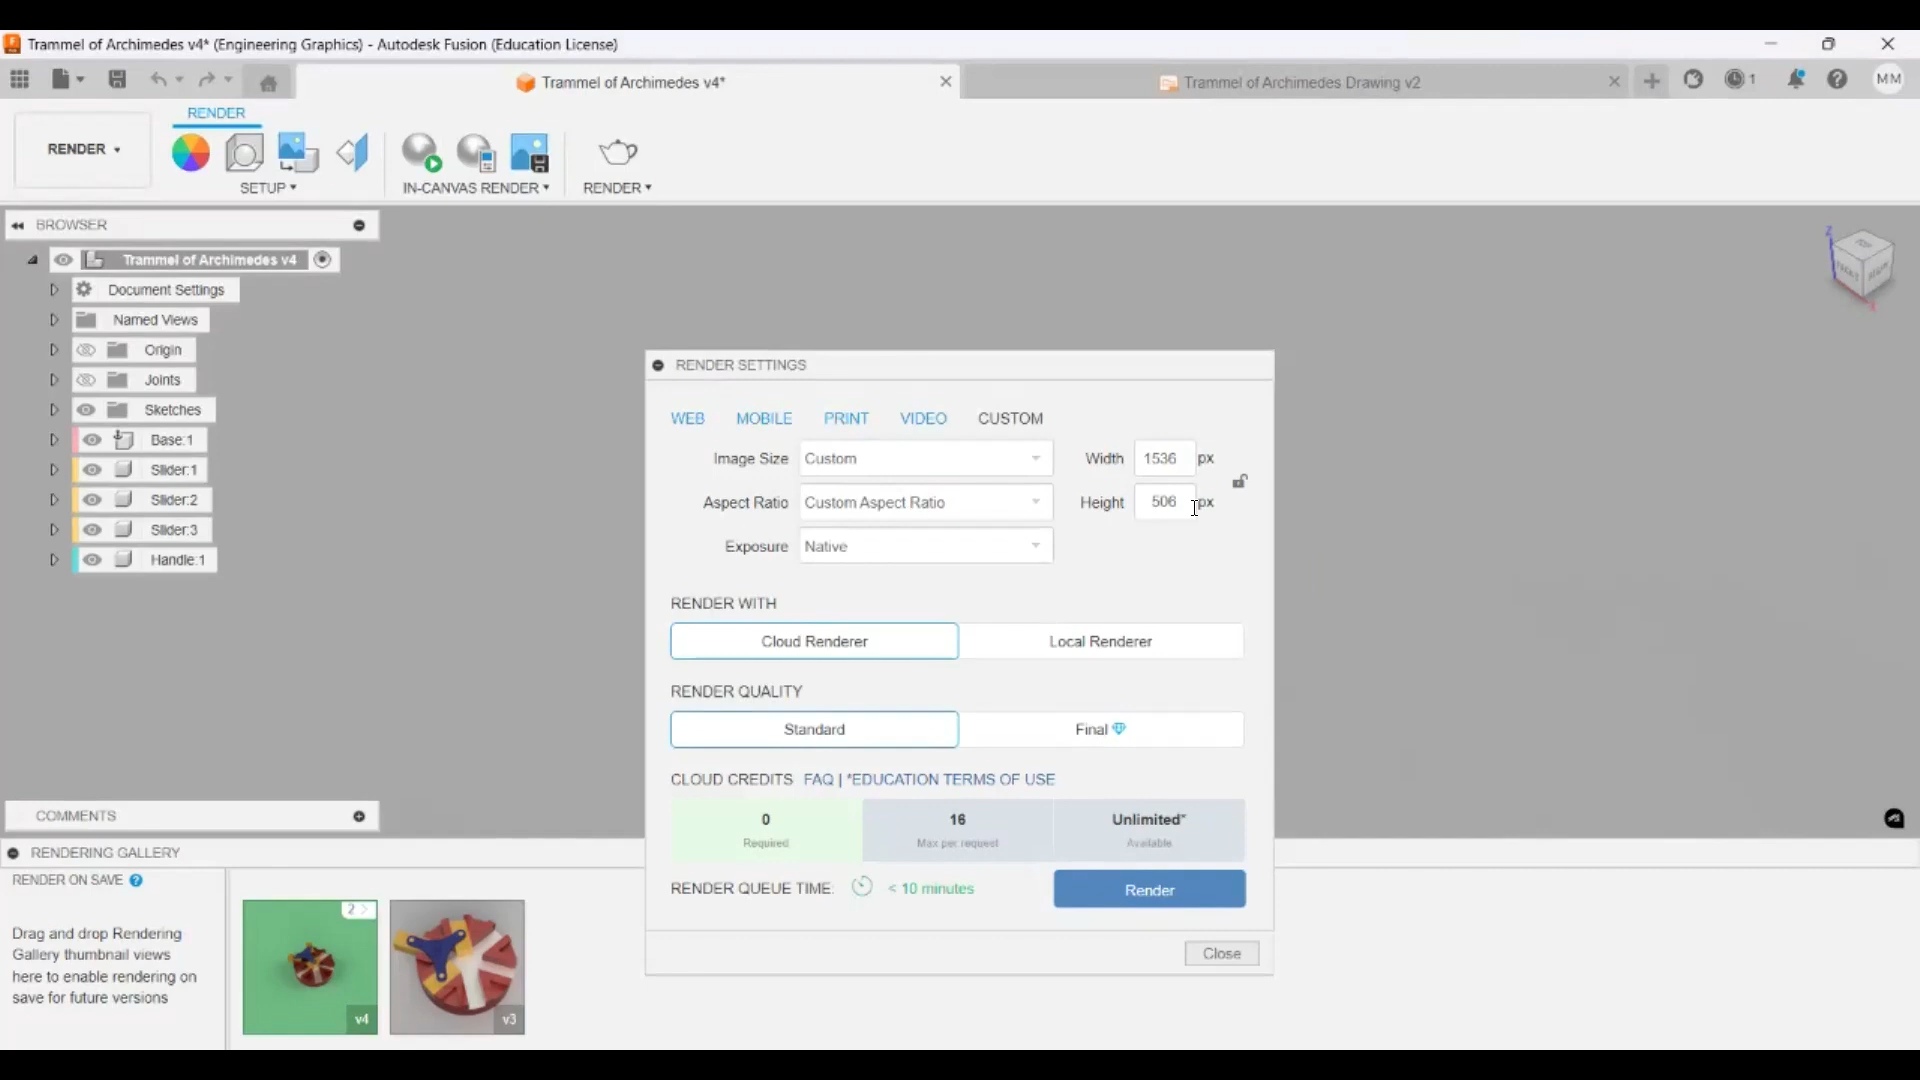 Trammel of Archimedes v4* (Engineering Graphics) - Autodesk Fusion (Education License)
Trammel of Archimedes v4*
Trammel of Archimedes Drawing v2
1
MM
RENDER
RENDER
SETUP
IN-CANVAS RENDER
RENDER
BROWSER
Trammel of Archimedes v4
Document Settings
Named Views
Origin
Joints
Sketches
Base:1
Slider:1
Slider:2
Slider:3
Handle:1
Z
X
RENDER SETTINGS
WEB MOBILE PRINT VIDEO CUSTOM
Image Size Custom Width 1536 px
Aspect Ratio Custom Aspect Ratio Height 506 px
Exposure Native
RENDER WITH
Cloud Renderer Local Renderer
RENDER QUALITY
Standard Final
CLOUD CREDITS FAQ | *EDUCATION TERMS OF USE
0 16 Unlimited*
Required Max per request Available
RENDER QUEUE TIME: < 10 minutes Render
Close
COMMENTS
RENDERING GALLERY
RENDER ON SAVE
Drag and drop Rendering
Gallery thumbnail views
here to enable rendering on
save for future versions
2
v4
v3